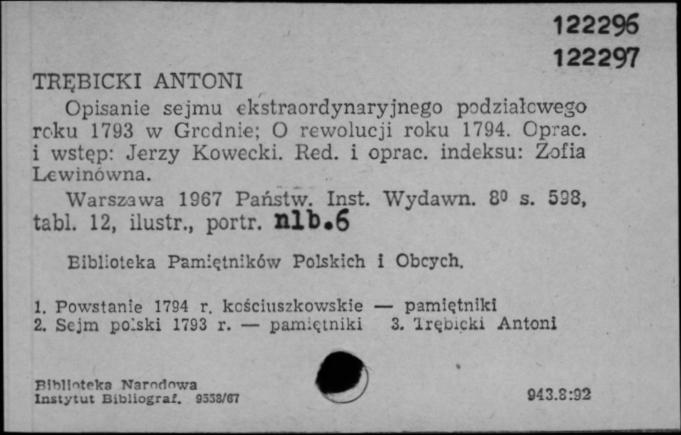 122296
122297
TRĘBICKI ANTONI
Opisanie sejmu ekstraordynaryjnego podziałowego
roku 1793 w Grodnie; O rewolucji roku 1794. Oprac.
i wstęp: Jerzy Kowecki. Red. i oprac. indeksu: Zofia
Lewinówna.
Warszawa 1967 Państw. Inst. Wydawn. 8⁰ s. 598,
tabl. 12, ilustr., portr. nlb.6
Biblioteka Pamiętników Polskich i Obcych.
1. Powstanie 1794 r. kościuszkowskie — pamiętniki
2. Sejm polski 1793 r. — pamiętniki 3. Trębicki Antoni
Biblioteka Narodowa
Instytut Bibliograf. 9558/67
943.8:92